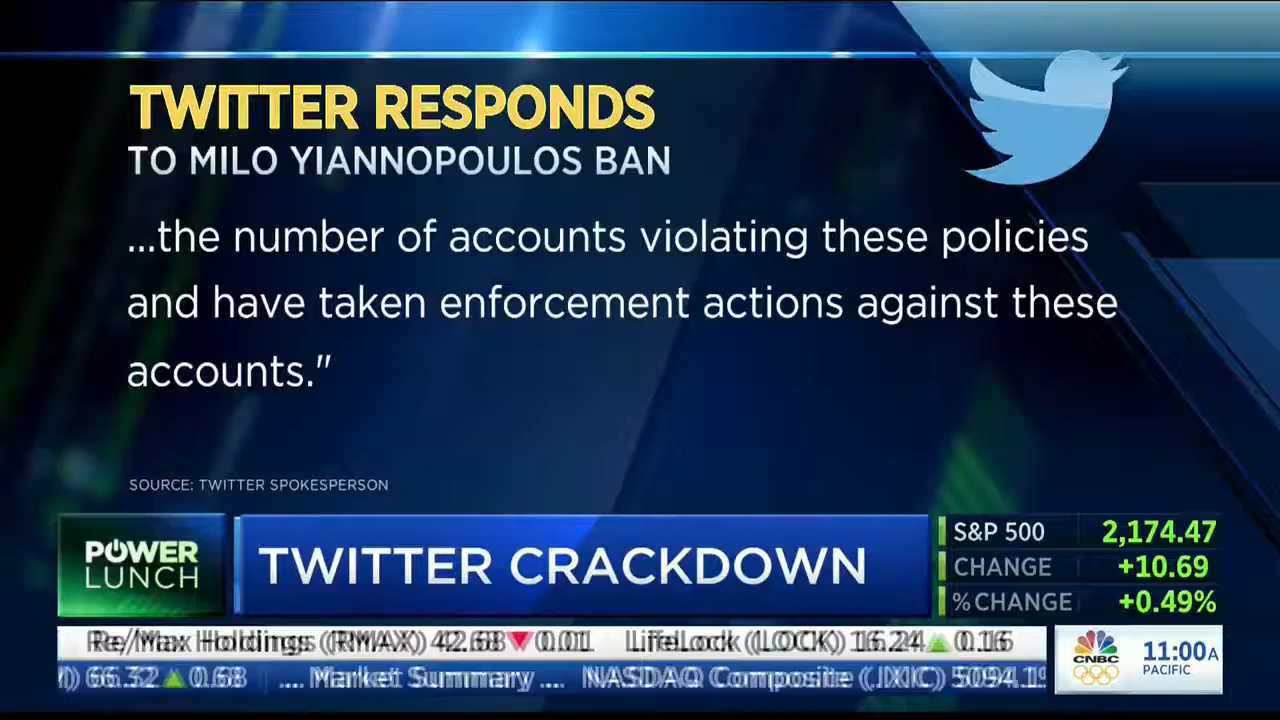 TWITTER RESPONDS
TO MILO YIANNOPOULOS BAN
...the number of accounts violating these policies
and have taken enforcement actions against these
accounts."
SOURCE: TWITTER SPOKESPERSON
POWER
LUNCH
TWITTER CRACKDOWN
S&P 500 2,174.47
CHANGE +10.69
% CHANGE +0.49%
Re/Max Holdings (RMAX) 42.68 ▼ 0.01 LifeLock (LOCK) 16.24 ▲ 0.16
) 66.32 ▲ 0.68 .... Market Summary .... NASDAQ Composite (.IXIC) 5094.1
CNBC
11:00A
PACIFIC